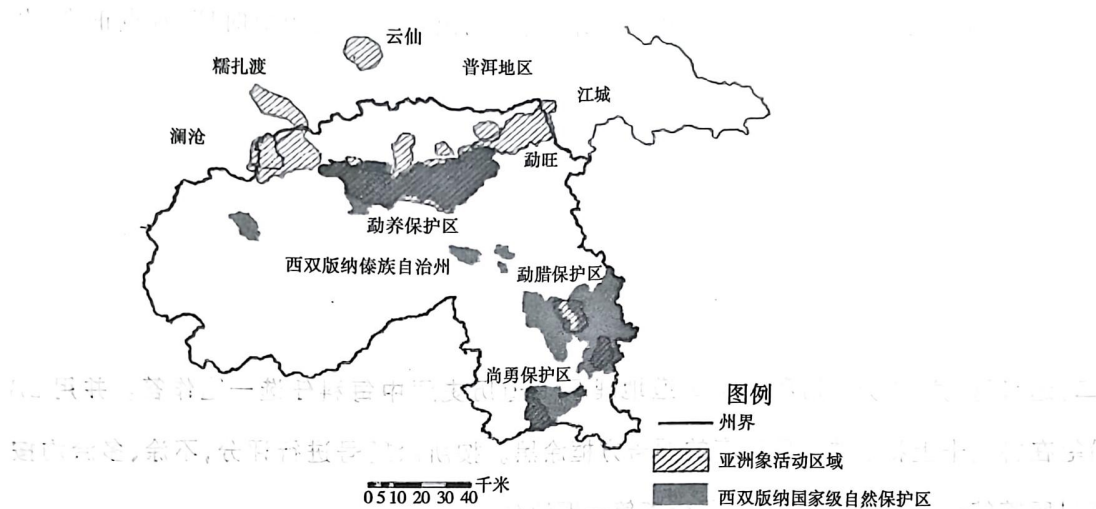 云仙
糯扎渡
普洱地区
江城
澜沧
勐旺
勐养保护区
西双版纳傣族自治州
勐腊保护区
尚勇保护区
图例
州界
亚洲象活动区域
西双版纳国家级自然保护区
0 5 10 20 30 40 千米